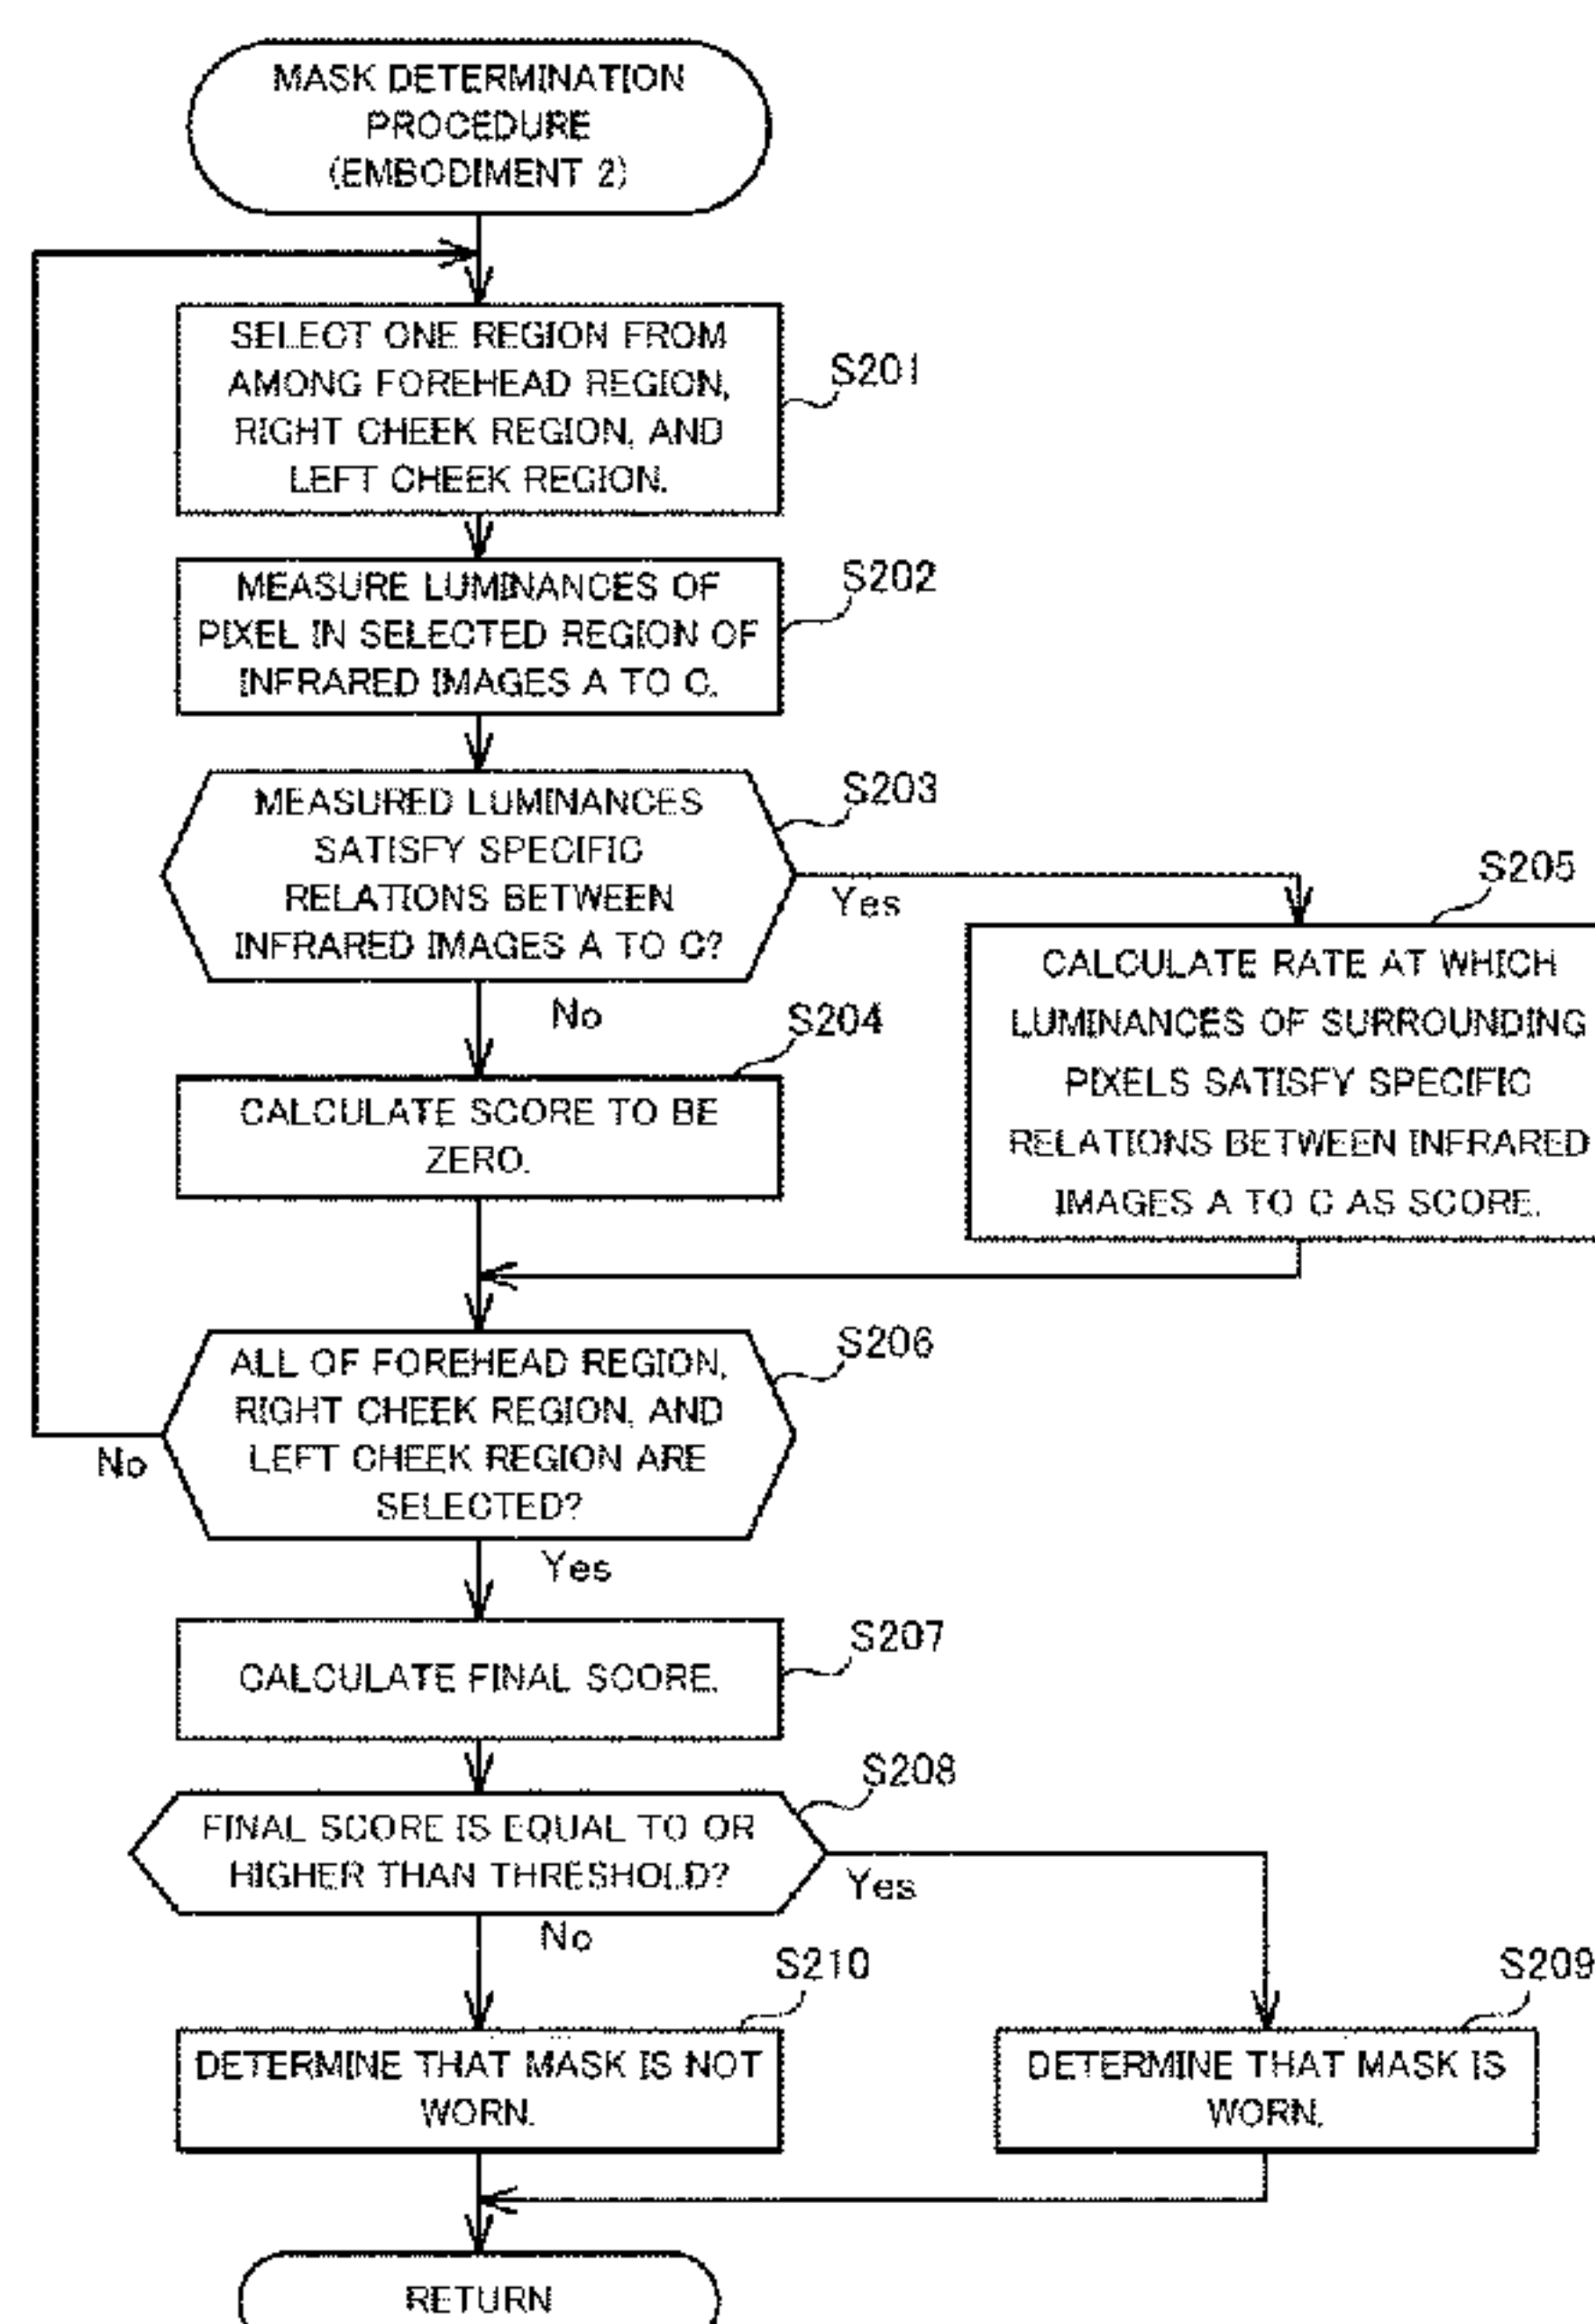 MASK DETERMINATION
PROCEDURE
(EMBODIMENT 2)
SELECT ONE REGION FROM
AMONG FOREHEAD REGION,
RIGHT CHEEK REGION, AND
LEFT CHEEK REGION.
S201
MEASURE LUMINANCES OF
PIXEL IN SELECTED REGION OF
INFRARED IMAGES A TO C.
S202
MEASURED LUMINANCES
SATISFY SPECIFIC
RELATIONS BETWEEN
INFRARED IMAGES A TO C?
S203
Yes
No
S205
CALCULATE RATE AT WHICH
LUMINANCES OF SURROUNDING
PIXELS SATISFY SPECIFIC
RELATIONS BETWEEN INFRARED
IMAGES A TO C AS SCORE.
S204
CALCULATE SCORE TO BE
ZERO.
S206
ALL OF FOREHEAD REGION,
RIGHT CHEEK REGION, AND
LEFT CHEEK REGION ARE
SELECTED?
No
Yes
S207
CALCULATE FINAL SCORE.
S208
FINAL SCORE IS EQUAL TO OR
HIGHER THAN THRESHOLD?
Yes
No
S210
DETERMINE THAT MASK IS NOT
WORN.
S209
DETERMINE THAT MASK IS
WORN.
RETURN